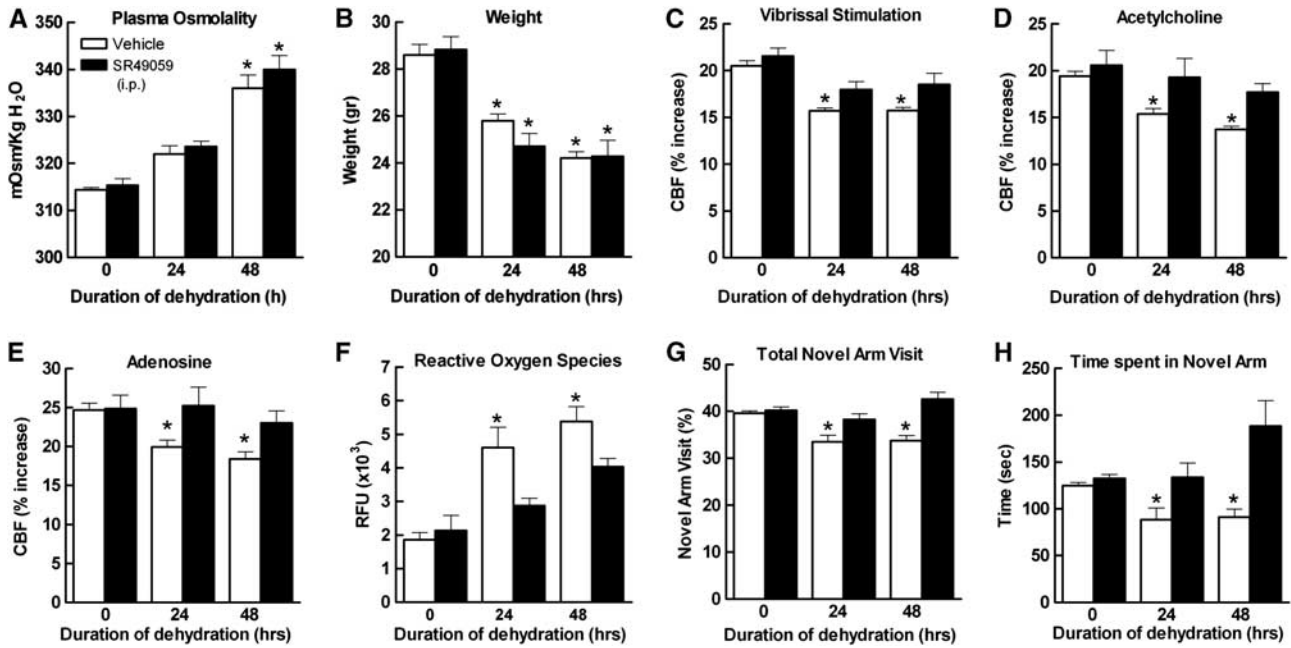 A Plasma Osmolality
Vehicle
SR49059
(i.p.)
mOsm/Kg H2O
350
340
330
320
310
300
* *
0 24 48
Duration of dehydration (h)
B Weight
Weight (gr)
30
28
26
24
22
20
* * * *
0 24 48
Duration of dehydration (hrs)
C Vibrissal Stimulation
CBF (% increase)
25
20
15
10
5
0
* *
0 24 48
Duration of dehydration (hrs)
D Acetylcholine
CBF (% increase)
25
20
15
10
5
0
* *
0 24 48
Duration of dehydration (hrs)
E Adenosine
CBF (% increase)
30
25
20
15
10
5
0
* *
0 24 48
Duration of dehydration (hrs)
F Reactive Oxygen Species
RFU (x10³)
7
6
5
4
3
2
1
0
* *
0 24 48
Duration of dehydration (hrs)
G Total Novel Arm Visit
Novel Arm Visit (%)
50
40
30
20
10
0
* *
0 24 48
Duration of dehydration (hrs)
H Time spent in Novel Arm
Time (sec)
250
200
150
100
50
0
* *
0 24 48
Duration of dehydration (hrs)